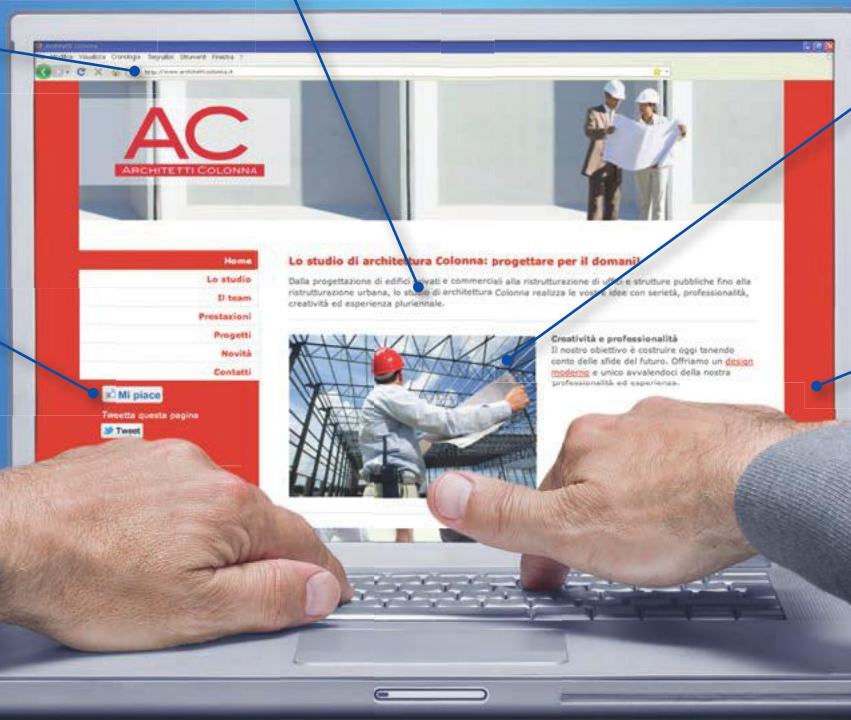 Architetti Colonna
Modifica Visualizza Cronologia Segnalibri Strumenti Finestra ?
http://www.architetticolonna.it
AC
ARCHITETTI COLONNA
Home
Lo studio
Il team
Prestazioni
Progetti
Novità
Contatti
Mi piace
Tweetta questa pagina
Tweet
Lo studio di architettura Colonna: progettare per il domani!
Dalla progettazione di edifici privati e commerciali alla ristrutturazione di uffici e strutture pubbliche fino alla
ristrutturazione urbana, lo studio di architettura Colonna realizza le vostre idee con serietà, professionalità,
creatività ed esperienza pluriennale.
Creatività e professionalità
Il nostro obiettivo è costruire oggi tenendo
conto delle sfide del futuro. Offriamo un design
moderno e unico avvalendoci della nostra
professionalità ed esperienza.